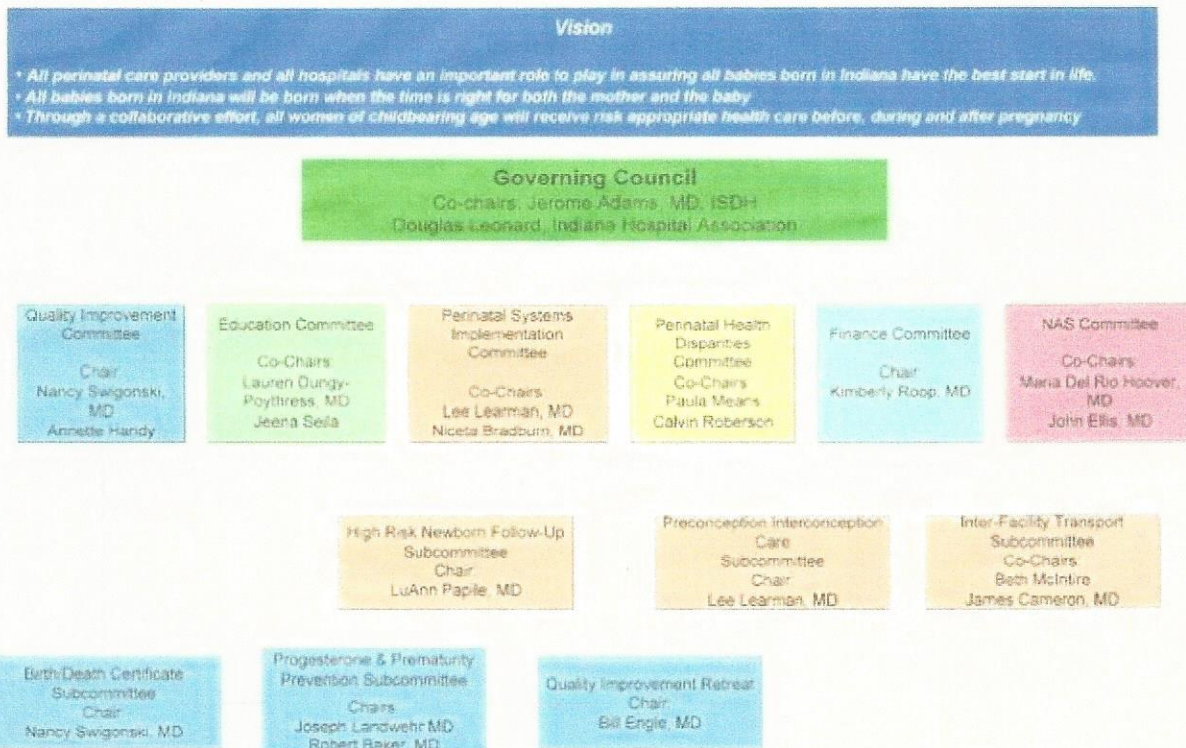 Vision
• All perinatal care providers and all hospitals have an important role to play in assuring all babies born in Indiana have the best start in life.
• All babies born in Indiana will be born when the time is right for both the mother and the baby
• Through a collaborative effort, all women of childbearing age will receive risk appropriate health care before, during and after pregnancy
Governing Council
Co-chairs: Jerome Adams, MD, ISDH
Douglas Leonard, Indiana Hospital Association
Quality Improvement
Committee
Chair
Nancy Swigonski,
MD
Annette Handy
Education Committee
Co-Chairs
Lauren Dungy-
Poythress, MD
Jeena Seila
Perinatal Systems
Implementation
Committee
Co-Chairs
Lee Learman, MD
Niceta Bradburn, MD
Perinatal Health
Disparities
Committee
Co-Chairs
Paula Means
Calvin Roberson
Finance Committee
Chair
Kimberly Ropp, MD
NAS Committee
Co-Chairs
Maria Del Rio Hoover,
MD
John Ellis, MD
High Risk Newborn Follow-Up
Subcommittee
Chair
LuAnn Papile, MD
Preconception Interconception
Care
Subcommittee
Chair
Lee Learman, MD
Inter-Facility Transport
Subcommittee
Co-Chairs
Beth McIntire
James Cameron, MD
Birth/Death Certificate
Subcommittee
Chair
Nancy Swigonski, MD
Progesterone & Prematurity
Prevention Subcommittee
Chairs
Joseph Landwehr MD
Robert Baker, MD
Quality Improvement Retreat
Chair
Bill Engle, MD